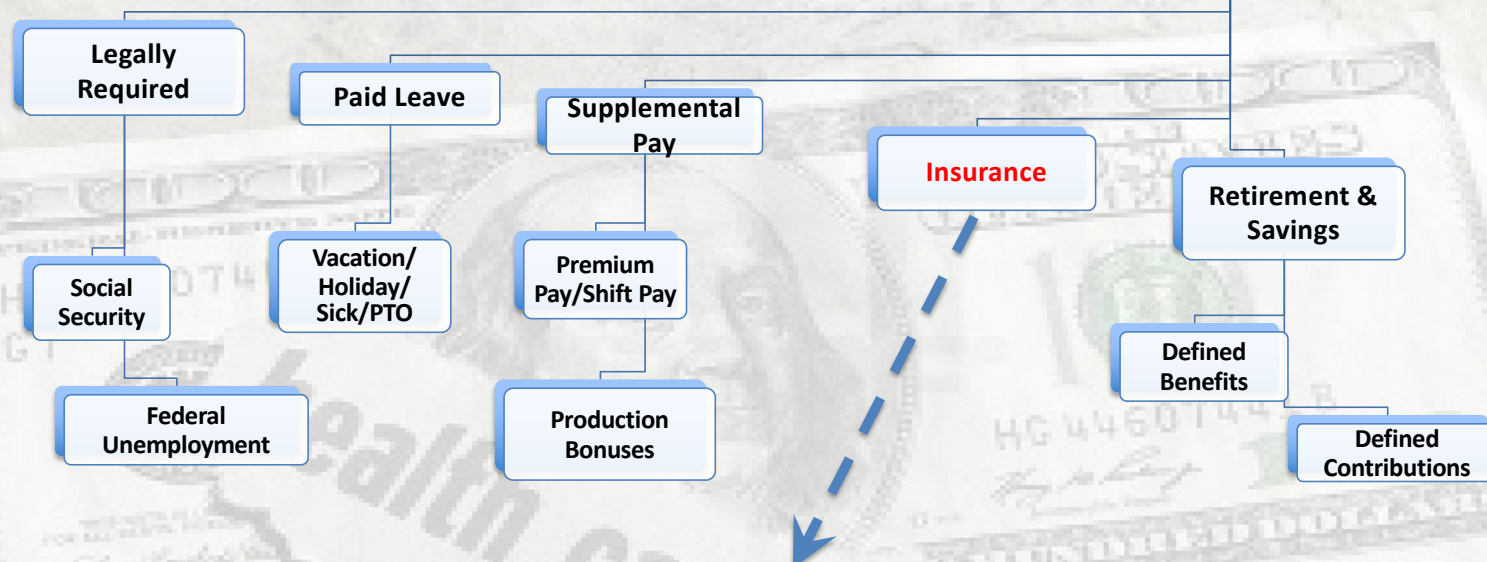 Legally
Required
Paid Leave
Supplemental
Pay
Insurance
Retirement &
Savings
Social
Security
Vacation/
Holiday/
Sick/PTO
Premium
Pay/Shift Pay
Defined
Benefits
Federal
Unemployment
Production
Bonuses
Defined
Contributions